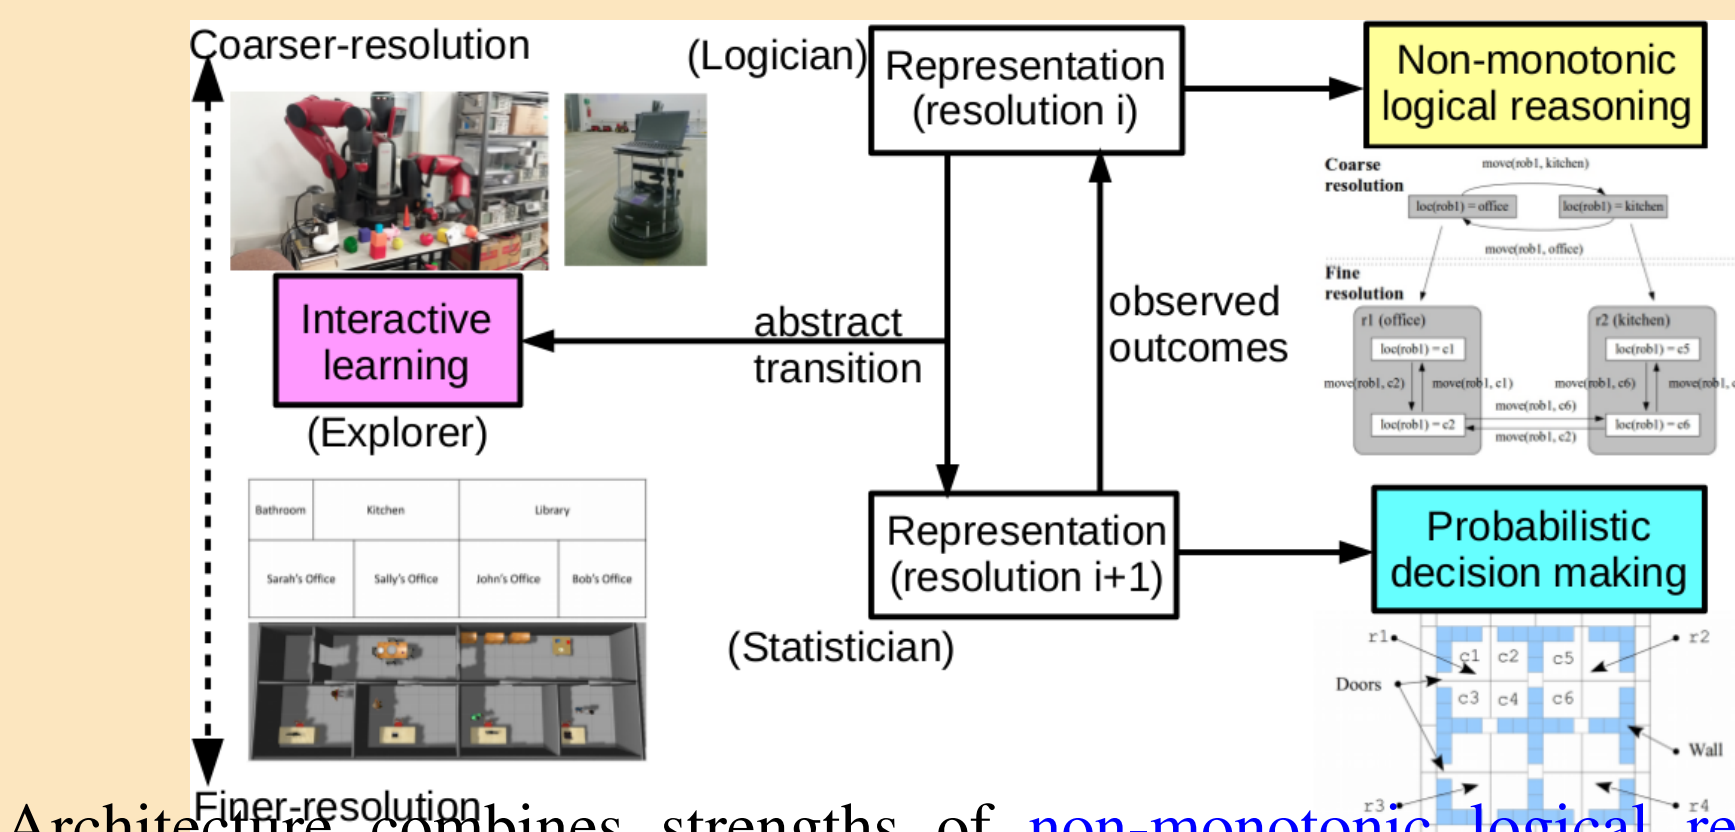 Coarser-resolution
(Logician)
Representation
(resolution i)
Non-monotonic
logical reasoning
Coarse
resolution
move(rob1, kitchen)
loc(rob1) = office
loc(rob1) = kitchen
move(rob1, office)
Fine
resolution
r1 (office)
r2 (kitchen)
loc(rob1) = c1
loc(rob1) = c5
move(rob1, c2)
move(rob1, c1)
move(rob1, c6)
move(rob1, c
move(rob1, c6)
loc(rob1) = c2
loc(rob1) = c6
move(rob1, c2)
Interactive
learning
(Explorer)
abstract
transition
observed
outcomes
Bathroom
Kitchen
Library
Sarah's Office
Sally's Office
John's Office
Bob's Office
Representation
(resolution i+1)
(Statistician)
Probabilistic
decision making
r1
r2
c1
c2
c5
Doors
c3
c4
c6
Wall
r3
r4
Finer-resolution
Architecture combines strengths of non-monotonic logical re